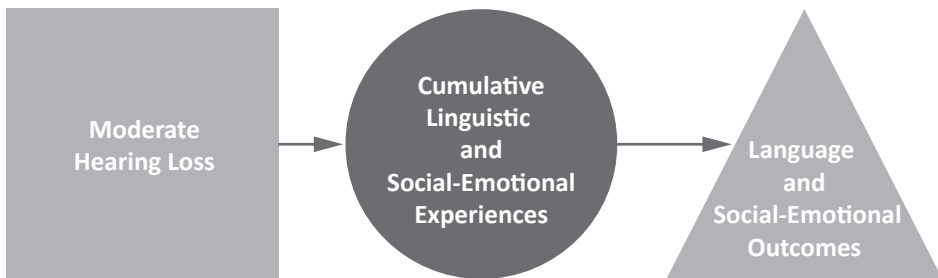 Moderate
Hearing Loss
Cumulative
Linguistic
and
Social-Emotional
Experiences
Language
and
Social-Emotional
Outcomes